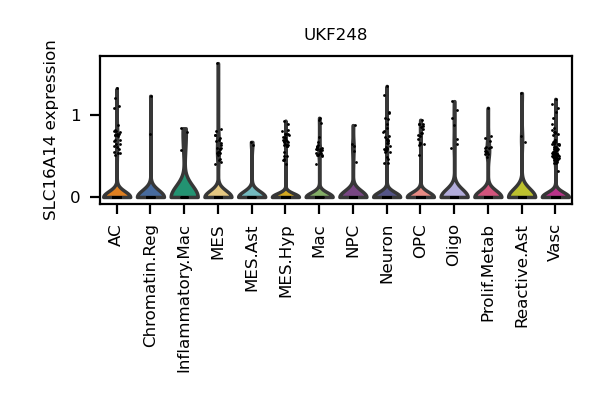 UKF248
SLC16A14 expression
1
0
AC
Chromatin.Reg
Inflammatory.Mac
MES
MES.Ast
MES.Hyp
Mac
NPC
Neuron
OPC
Oligo
Prolif.Metab
Reactive.Ast
Vasc